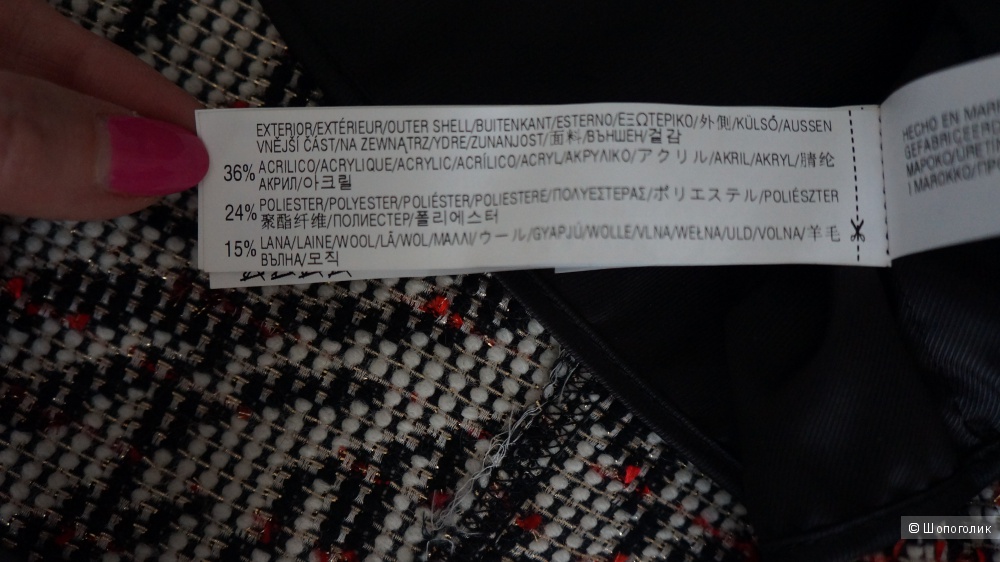 EXTERIOR/EXTÉRIEUR/OUTER SHELL/BUITENKANT/ESTERNO/ΕΞΩΤΕΡΙΚΟ/外側/KÜLSŐ/AUSSEN
VNĚJŠÍ ČÁST/NA ZEWNĄTRZ/YDRE/ZUNANJOST/面料/ВЪНШЕН/겉감
36% ACRILICO/ACRYLIQUE/ACRYLIC/ACRÍLICO/ACRYL/ΑΚΡΥΛΙΚΟ/アクリル/AKRIL/AKRYL/腈纶
АКРИЛ/아크릴
24% POLIESTER/POLYESTER/POLIÉSTER/POLIESTERE/ΠΟΛΥΕΣΤΕΡΑΣ/ポリエステル/POLIÉSZTER
聚酯纤维/ПОЛИЕСТЕР/폴리에스터
15% LANA/LAINE/WOOL/LÃ/WOL/ΜΑΛΛΙ/ウール/GYAPJÚ/WOLLE/VLNA/WEŁNA/ULD/VOLNA/羊毛
ВЪЛНА/모직
HECHO EN
GEFABRICEERD
MAPOKO/ÜRETİM
I MAROKKO/
© Шопоголик